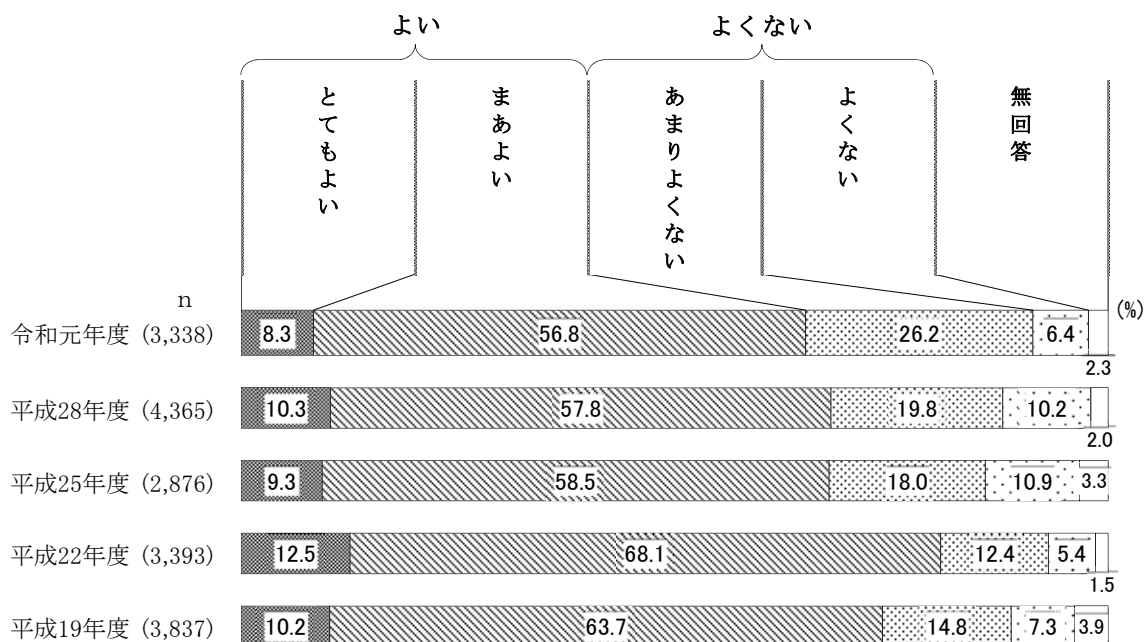 よい よくない
とてもよい
まあよい
あまりよくない
よくない
無回答
n
(%)
令和元年度 (3,338) 8.3 56.8 26.2 6.4
2.3
平成28年度 (4,365) 10.3 57.8 19.8 10.2
2.0
平成25年度 (2,876) 9.3 58.5 18.0 10.9 3.3
平成22年度 (3,393) 12.5 68.1 12.4 5.4
1.5
平成19年度 (3,837) 10.2 63.7 14.8 7.3 3.9